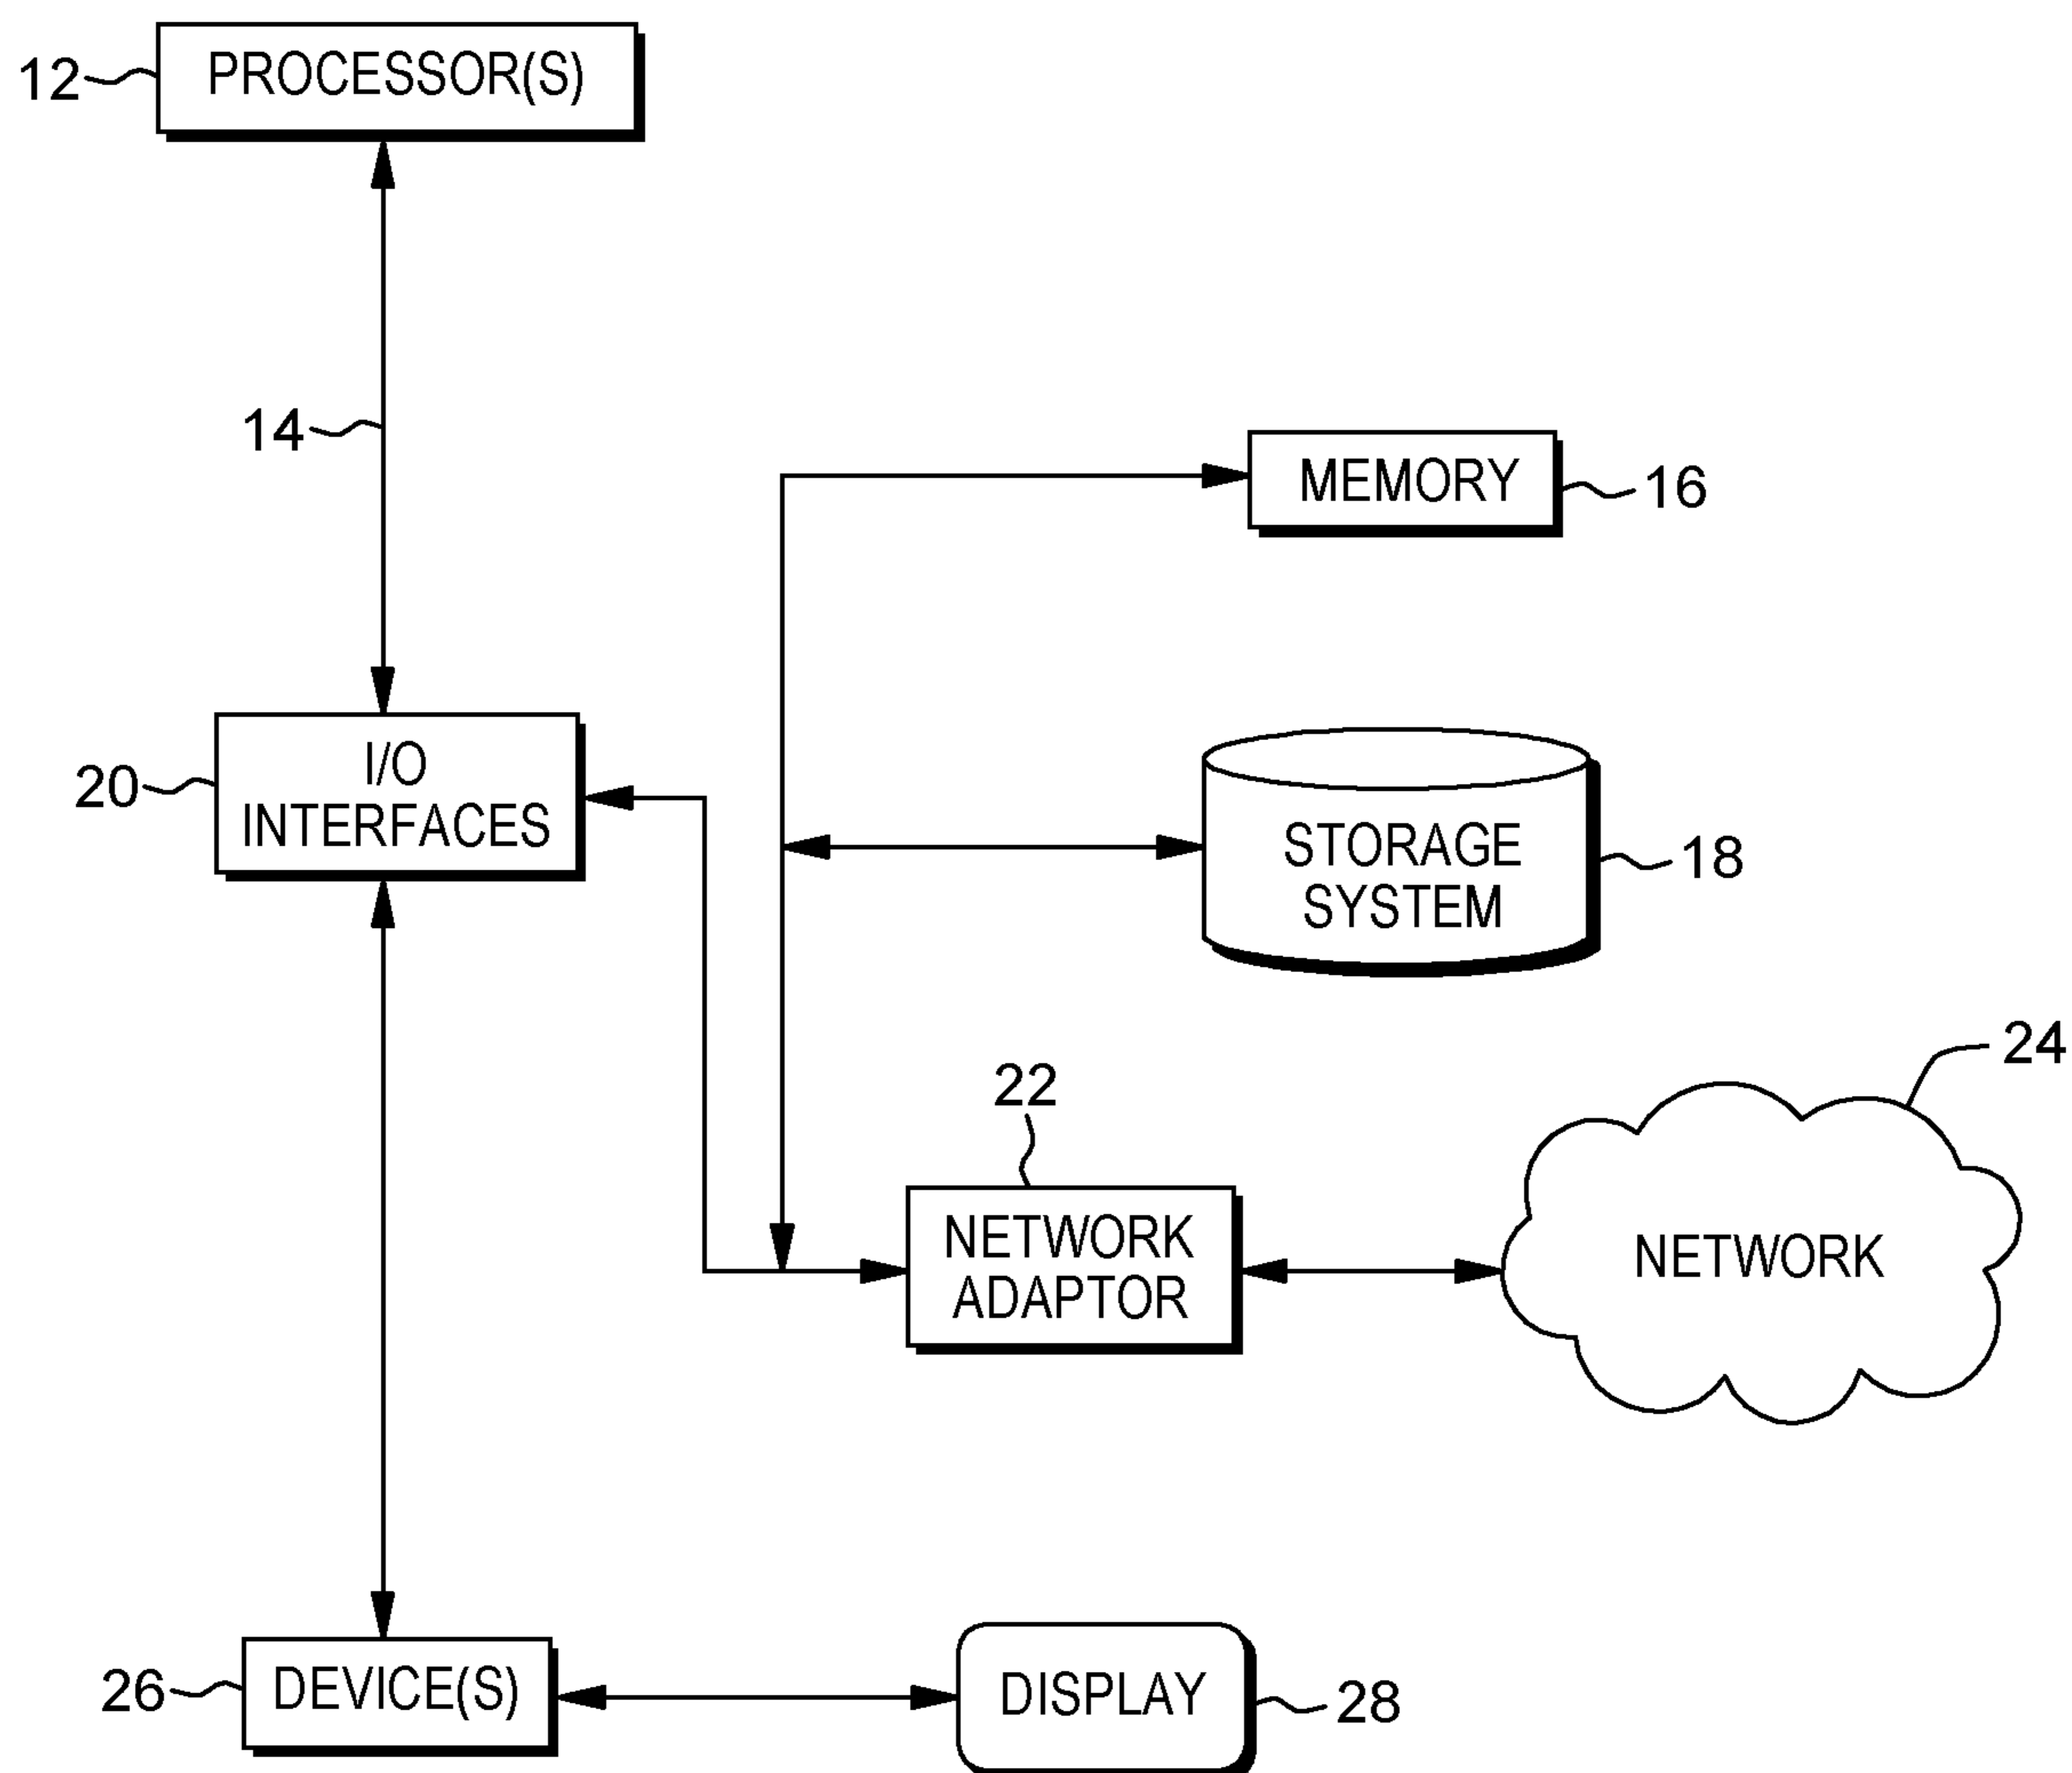 12
PROCESSOR(S)
14
MEMORY
16
20
I/O
INTERFACES
STORAGE
SYSTEM
18
24
22
NETWORK
ADAPTOR
NETWORK
26
DEVICE(S)
DISPLAY
28